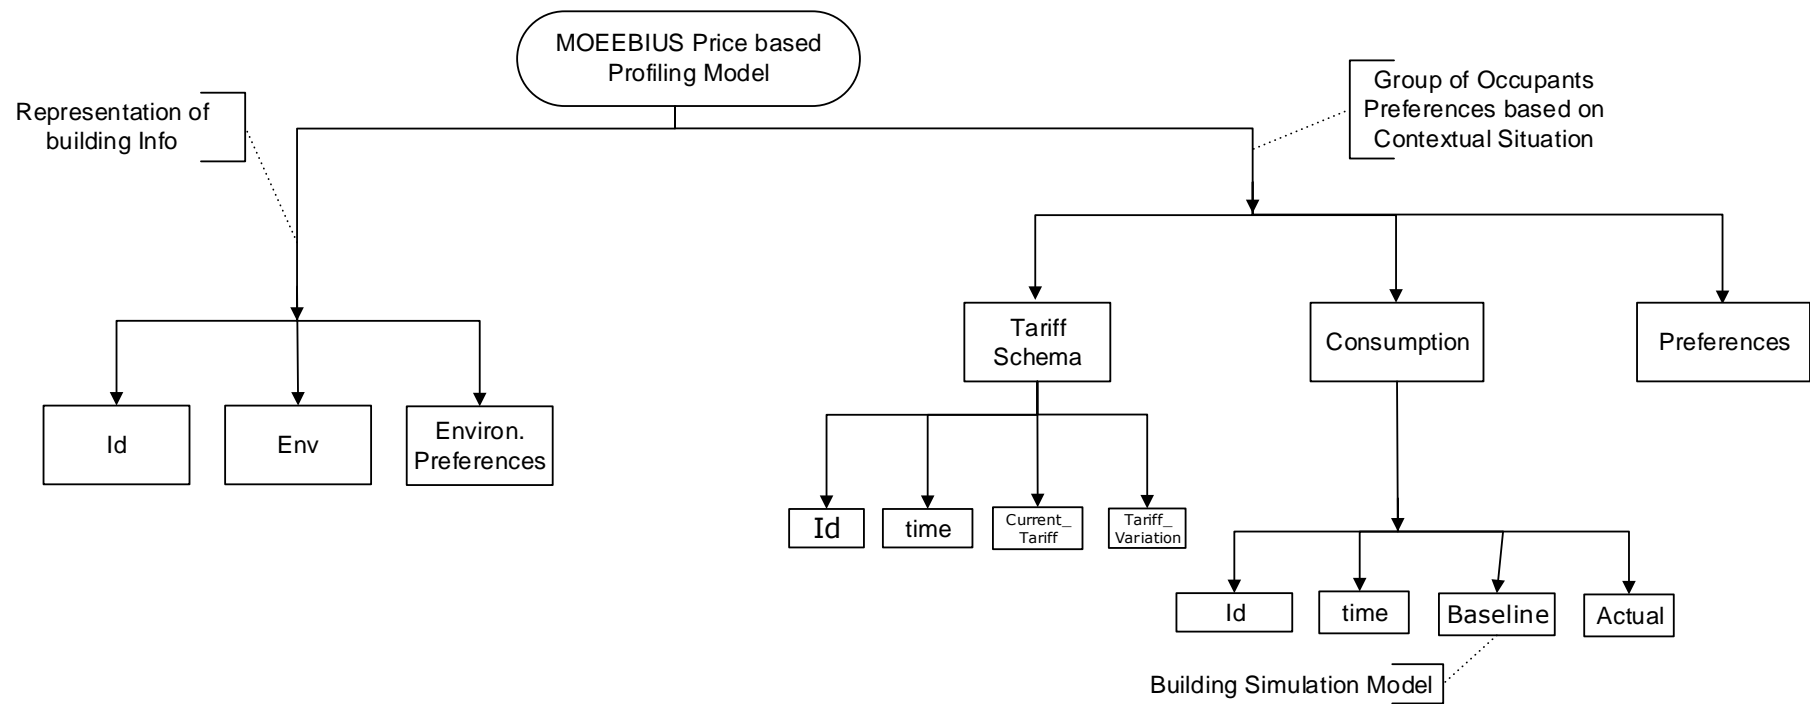 MOEEBIUS Price based
Profiling Model
Representation of
building Info
Group of Occupants
Preferences based on
Contextual Situation
Tariff
Schema
Consumption
Preferences
Id
Env
Environ.
Preferences
Id
time
Current_
Tariff
Tariff_
Variation
Id
time
Baseline
Actual
Building Simulation Model